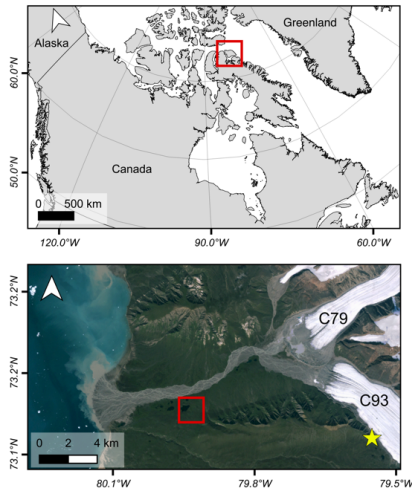 Greenland
Alaska
60.0°N
Canada
50.0°N
0 500 km
120.0°W 90.0°W 60.0°W
73.2°N
C79
73.2°N
C93
0 2 4 km
73.1°N
80.1°W 79.8°W 79.5°W